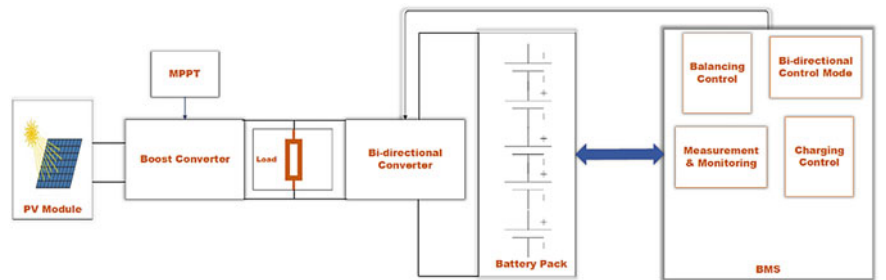 MPPT
PV Module
Boost Converter
Load
Bi-directional
Converter
Battery Pack
Balancing
Control
Bi-directional
Control Mode
Measurement
& Monitoring
Charging
Control
BMS